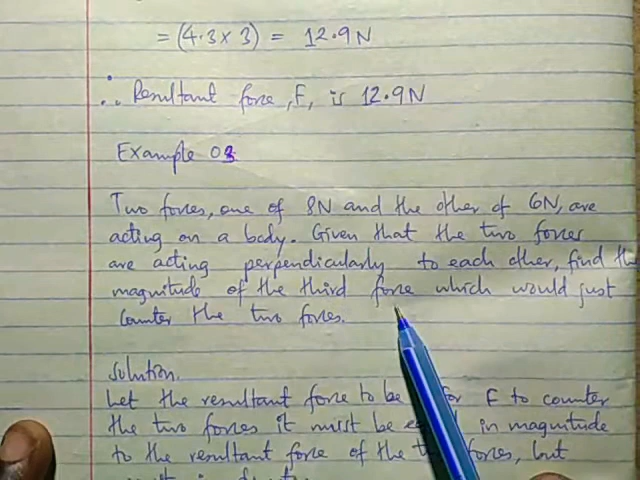 = (4.3 x 3) = 12.9N
∴ Resultant force, F, is 12.9N
Example 03
Two forces, one of 8N and the other of 6N, are
acting on a body. Given that the two forces
are acting perpendicularly to each other, find the
magnitude of the third force which would just
counter the two forces.
Solution.
Let the resultant force to be for F to counter
the two forces it must be in magnitude
to the resultant force of the forces, but